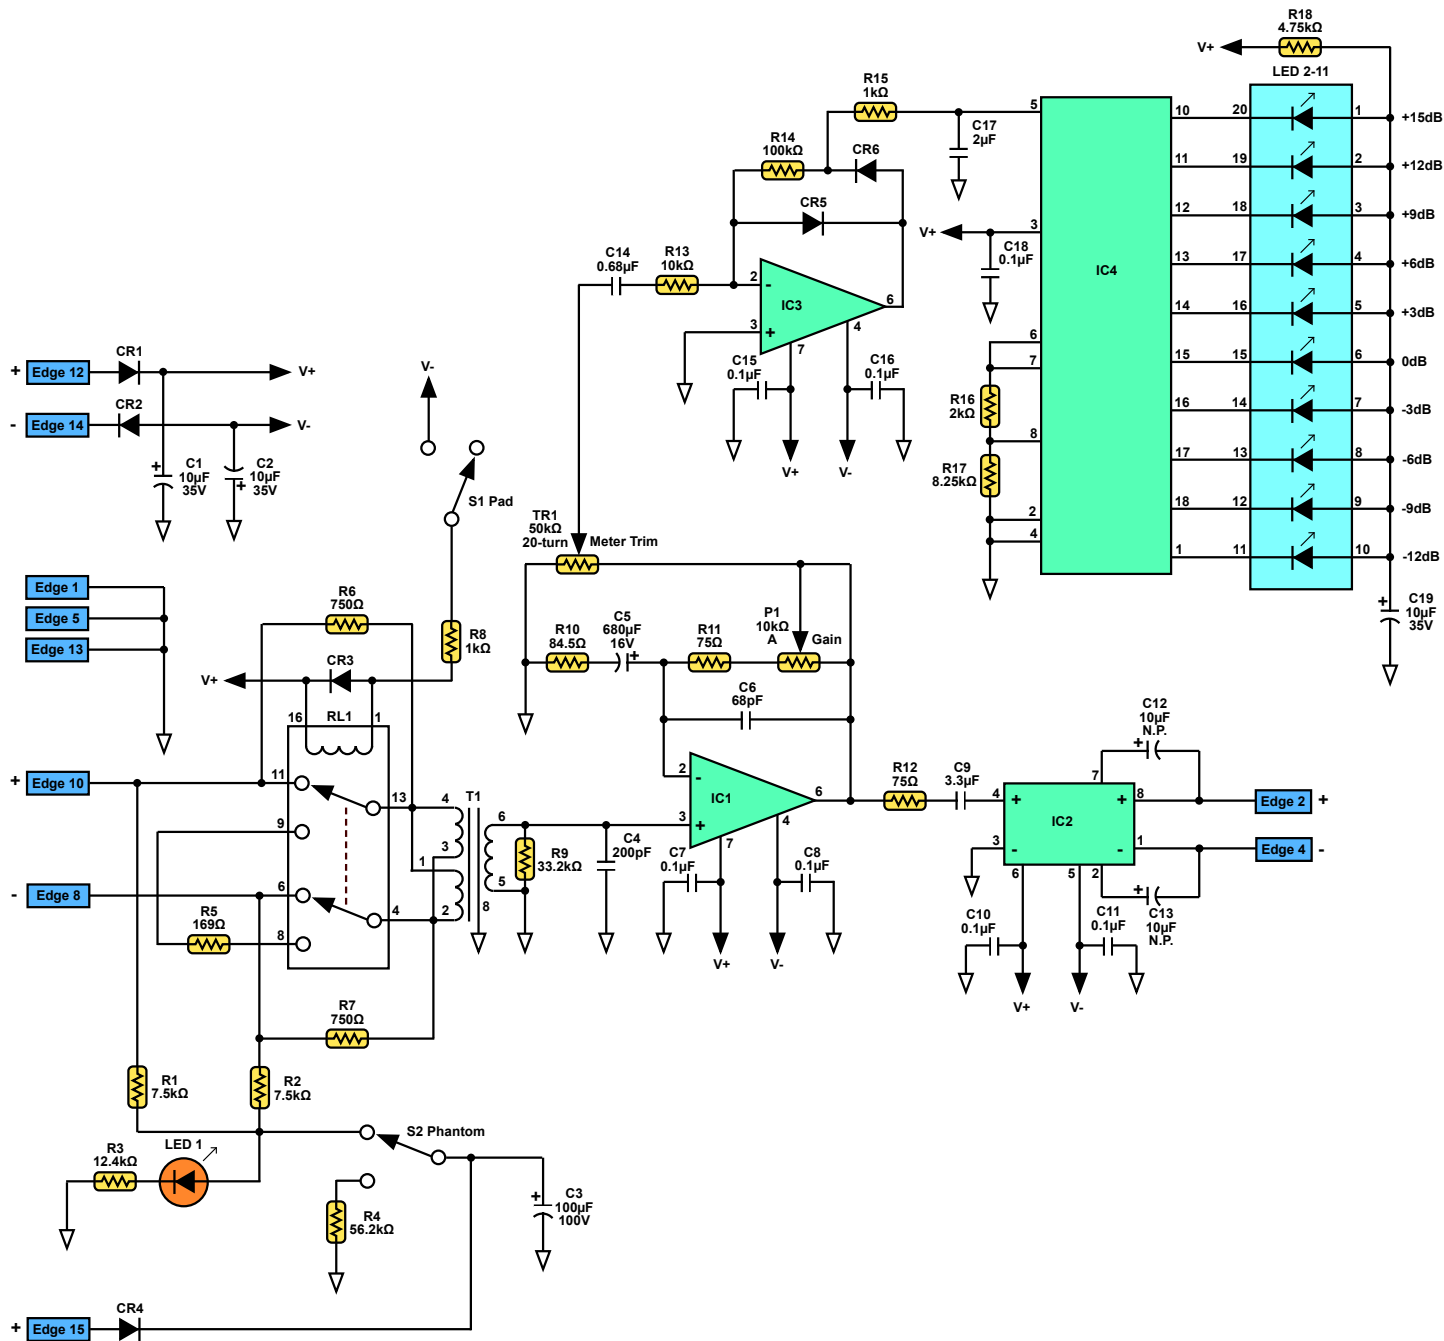 R18
4.75kΩ
V+
LED 2-11
R15
1kΩ
5
10
20
1
+15dB
C17
2µF
R14
100kΩ
CR6
11
19
2
+12dB
CR5
12
18
3
+9dB
V+
3
C18
0.1µF
IC4
C14
0.68µF
R13
10kΩ
2
-
IC3
6
3
+
4
7
13
17
4
+6dB
14
16
5
+3dB
6
7
15
15
6
0dB
C15
0.1µF
C16
0.1µF
R16
2kΩ
16
14
7
-3dB
8
17
13
8
-6dB
V+
V-
R17
8.25kΩ
18
12
9
-9dB
2
4
1
11
10
-12dB
C19
10µF
35V
+
+
Edge 12
CR1
V+
-
Edge 14
CR2
V-
+
C1
10µF
35V
C2
10µF
35V
+
V-
S1 Pad
TR1
50kΩ
20-turn
Meter Trim
Edge 1
Edge 5
Edge 13
R6
750Ω
R8
1kΩ
R10
84.5Ω
C5
680µF
16V
+
R11
75Ω
P1
10kΩ
A
Gain
V+
CR3
C6
68pF
16
RL1
1
+
Edge 10
11
13
9
4
T1
3
1
6
2
-
IC1
6
3
+
4
7
R12
75Ω
C9
3.3µF
4
+
7
+
C12
10µF
N.P.
+
8
Edge 2
+
IC2
3
-
-
1
Edge 4
-
6
5
2
+
C13
10µF
N.P.
-
Edge 8
6
4
2
5
8
R9
33.2kΩ
C4
200pF
C7
0.1µF
C8
0.1µF
R5
169Ω
8
V+
V-
C10
0.1µF
C11
0.1µF
V+
V-
R7
750Ω
R1
7.5kΩ
R2
7.5kΩ
S2 Phantom
R3
12.4kΩ
LED 1
R4
56.2kΩ
+
C3
100µF
100V
+
Edge 15
CR4